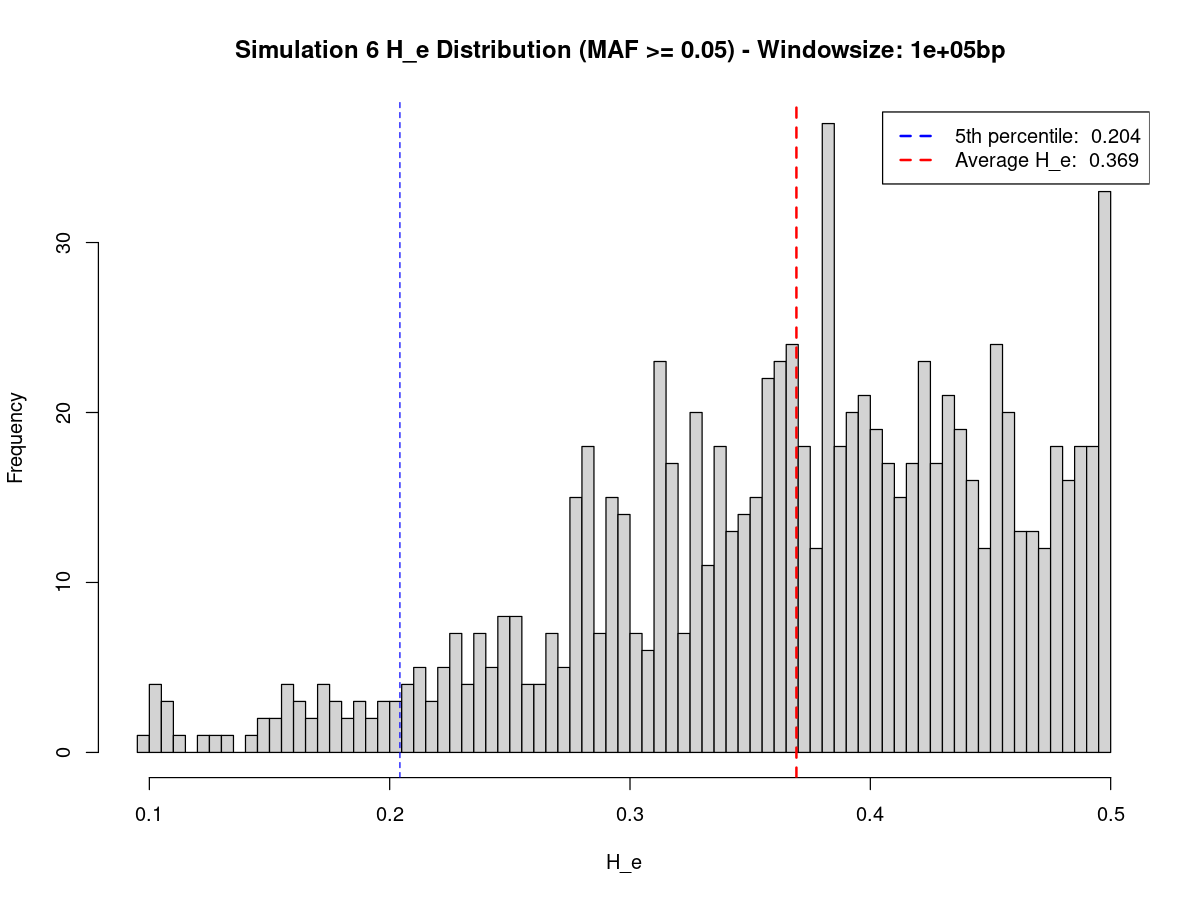 Simulation 6 H_e Distribution (MAF >= 0.05) - Windowsize: 1e+05bp
5th percentile: 0.204
Average H_e: 0.369
Frequency
30
20
10
0
0.1 0.2 0.3 0.4 0.5
H_e